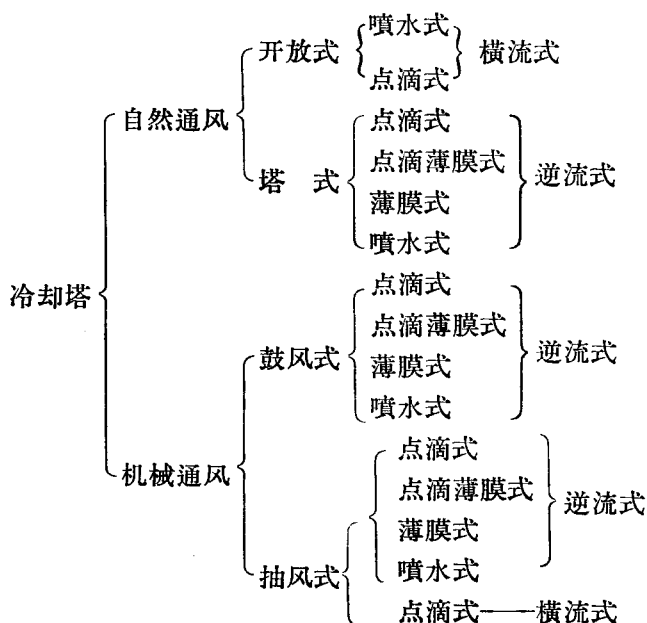 开放式 噴水式 横流式
点滴式
自然通风
点滴式
点滴薄膜式
塔 式 逆流式
薄膜式
噴水式
冷却塔
点滴式
点滴薄膜式
鼓风式 逆流式
薄膜式
噴水式
机械通风
点滴式
点滴薄膜式
逆流式
薄膜式
抽风式
噴水式
点滴式——横流式